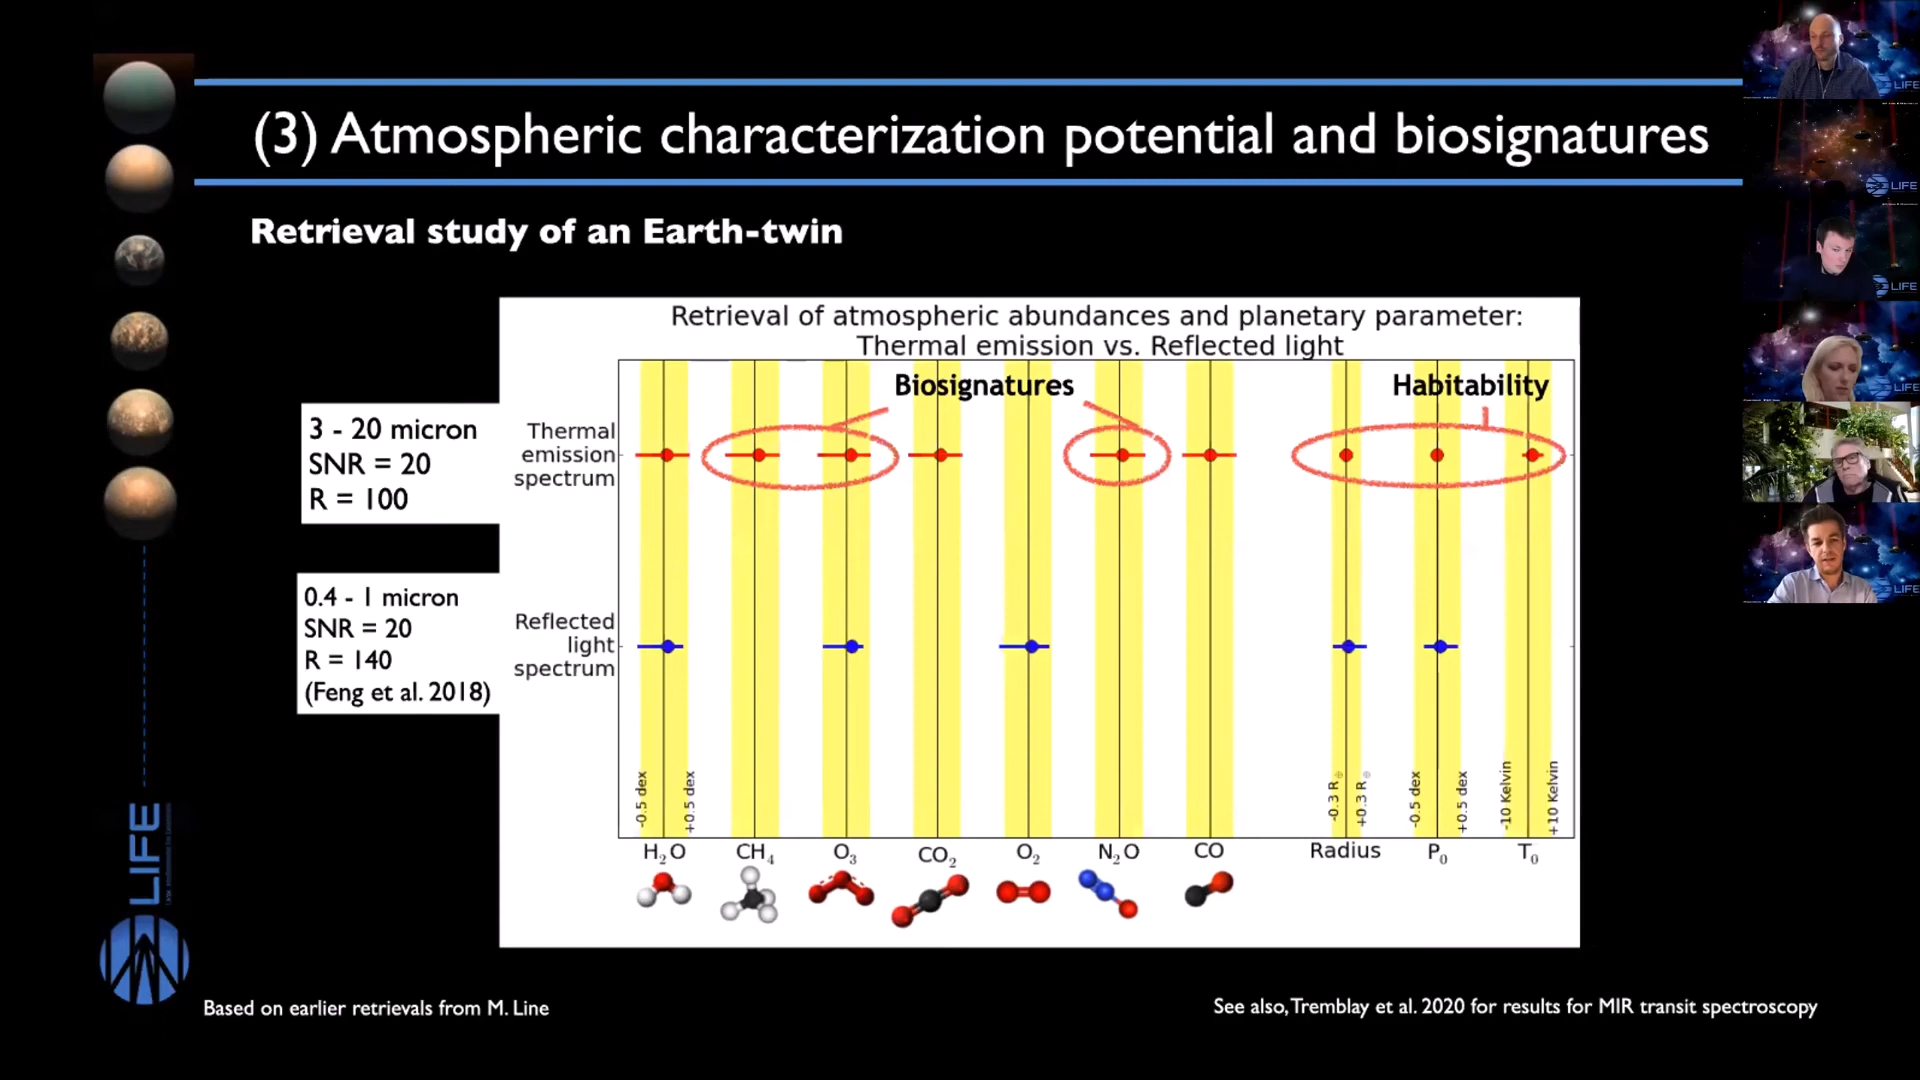 (3) Atmospheric characterization potential and biosignatures
Retrieval study of an Earth-twin
Retrieval of atmospheric abundances and planetary parameter:
Thermal emission vs. Reflected light
Biosignatures
Habitability
3 - 20 micron
SNR = 20
R = 100
Thermal
emission
spectrum
0.4 - 1 micron
SNR = 20
R = 140
(Feng et al. 2018)
Reflected
light
spectrum
-0.5 dex
+0.5 dex
-0.3 R⊕
+0.3 R⊕
-0.5 dex
+0.5 dex
-10 Kelvin
+10 Kelvin
H₂O CH₄ O₃ CO₂ O₂ N₂O CO Radius P₀ T₀
LIFE
Based on earlier retrievals from M. Line
See also, Tremblay et al. 2020 for results for MIR transit spectroscopy
LIFE
LIFE
LIFE
LIFE
LIFE